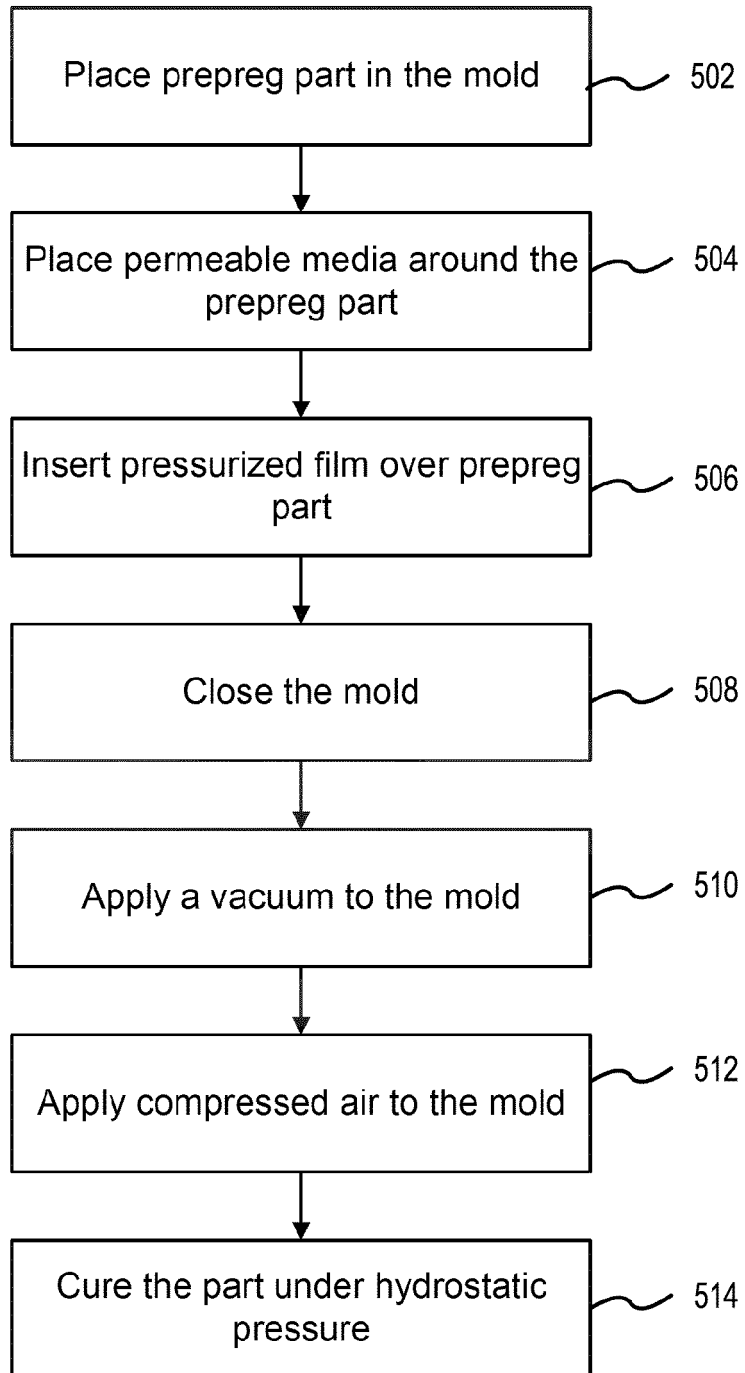 Place prepreg part in the mold
502
Place permeable media around the
prepreg part
504
Insert pressurized film over prepreg
part
506
Close the mold
508
Apply a vacuum to the mold
510
Apply compressed air to the mold
512
Cure the part under hydrostatic
pressure
514